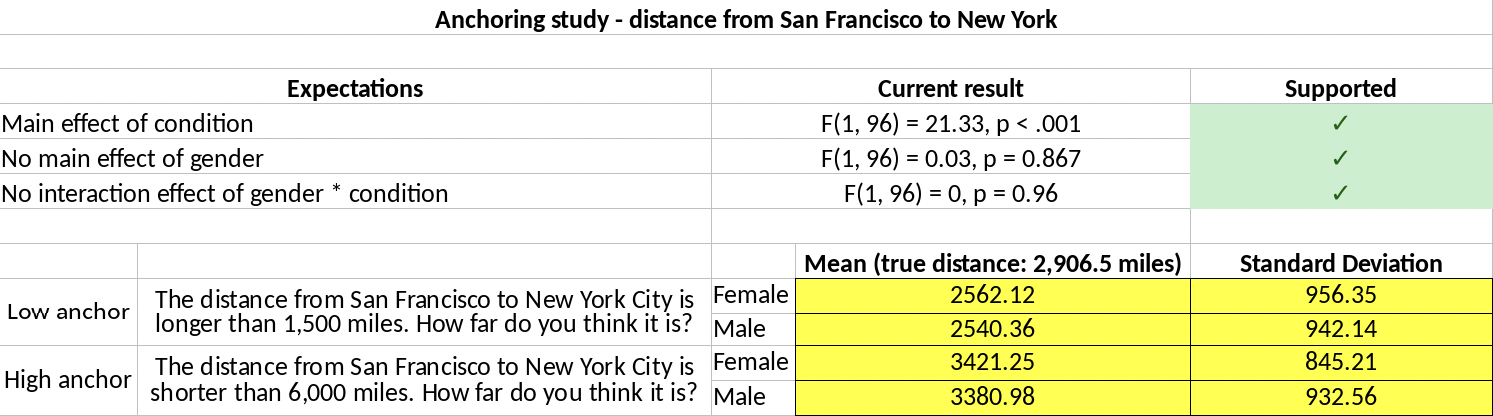 Anchoring study - distance from San Francisco to New York
Expectations Current result Supported
Main effect of condition F(1, 96) = 21.33, p < .001 ✓
No main effect of gender F(1, 96) = 0.03, p = 0.867 ✓
No interaction effect of gender * condition F(1, 96) = 0, p = 0.96 ✓
Mean (true distance: 2,906.5 miles) Standard Deviation
Low anchor
The distance from San Francisco to New York City is
longer than 1,500 miles. How far do you think it is?
Female 2562.12 956.35
Male 2540.36 942.14
High anchor
The distance from San Francisco to New York City is
shorter than 6,000 miles. How far do you think it is?
Female 3421.25 845.21
Male 3380.98 932.56